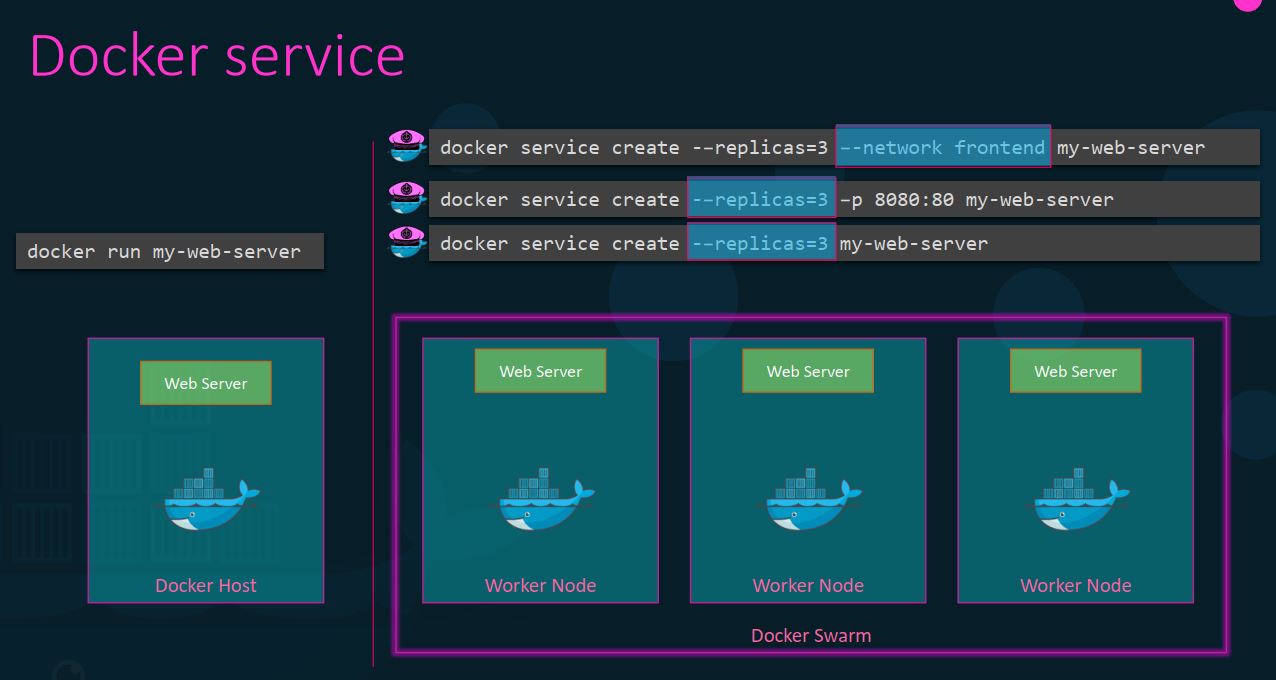 Docker service
docker run my-web-server
docker service create --replicas=3 --network frontend my-web-server
docker service create --replicas=3 –p 8080:80 my-web-server
docker service create --replicas=3 my-web-server
Web Server
Docker Host
Web Server
Web Server
Web Server
Worker Node
Worker Node
Worker Node
Docker Swarm